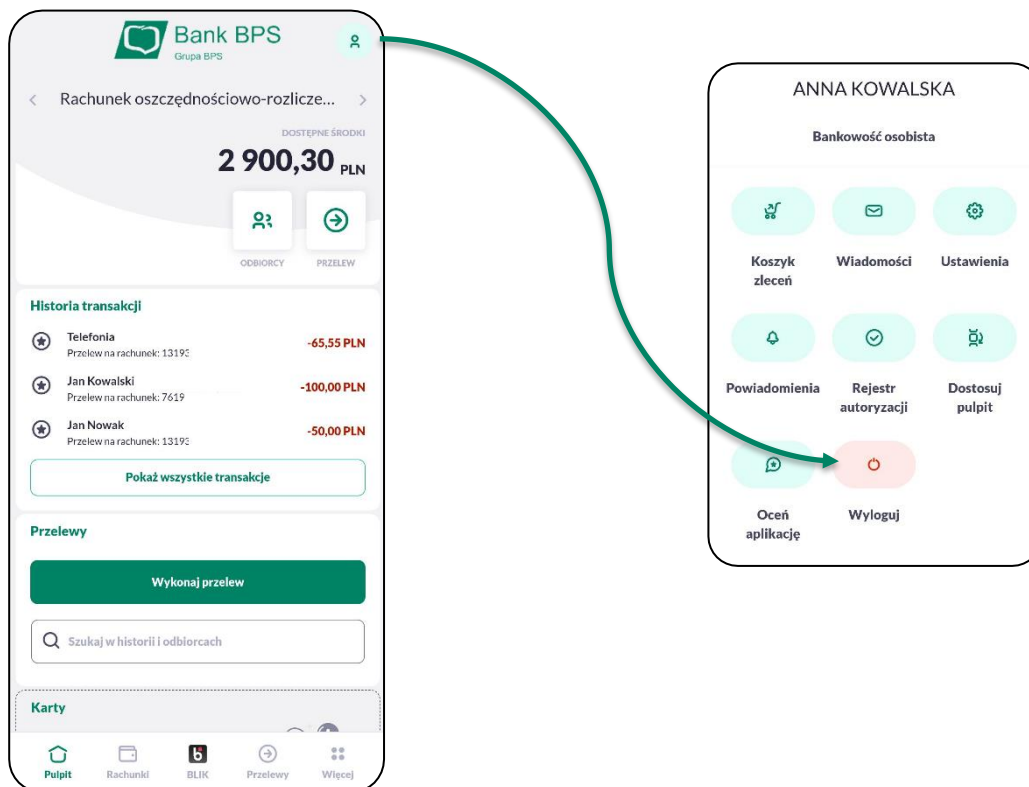 Bank BPS
Grupa BPS
Rachunek oszczędnościowo-rozlicze...
DOSTĘPNE ŚRODKI
2 900,30 PLN
ODBIORCY
PRZELEW
Historia transakcji
Telefonia
Przelew na rachunek: 13193
-65,55 PLN
Jan Kowalski
Przelew na rachunek: 7619
-100,00 PLN
Jan Nowak
Przelew na rachunek: 13193
-50,00 PLN
Pokaż wszystkie transakcje
Przelewy
Wykonaj przelew
Szukaj w historii i odbiorcach
Karty
Pulpit
Rachunki
BLIK
Przelewy
Więcej
ANNA KOWALSKA
Bankowość osobista
Koszyk
zleceń
Wiadomości
Ustawienia
Powiadomienia
Rejestr
autoryzacji
Dostosuj
pulpit
Oceń
aplikację
Wyloguj